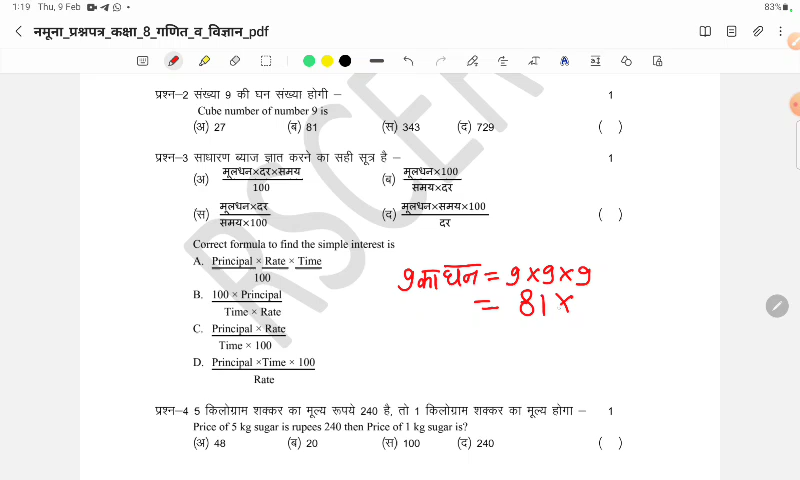 1:19 Thu, 9 Feb 83%
नमूना_प्रश्नपत्र_कक्षा_8_गणित_व_विज्ञान_pdf
प्रश्न–2 संख्या 9 की घन संख्या होगी – 1
Cube number of number 9 is
(अ) 27 (ब) 81 (स) 343 (द) 729 ( )
प्रश्न–3 साधारण ब्याज ज्ञात करने का सही सूत्र है – 1
(अ) मूलधन×दर×समय (ब) मूलधन×100
100 समय×दर
(स) मूलधन×दर (द) मूलधन×समय×100 ( )
समय×100 दर
Correct formula to find the simple interest is
A. Principal × Rate × Time
100
9 का घन = 9×9×9
B. 100 × Principal
Time × Rate
= 81×
C. Principal × Rate
Time × 100
D. Principal ×Time × 100
Rate
प्रश्न–4 5 किलोग्राम शक्कर का मूल्य रूपये 240 है, तो 1 किलोग्राम शक्कर का मूल्य होगा – 1
Price of 5 kg sugar is rupees 240 then Price of 1 kg sugar is?
(अ) 48 (ब) 20 (स) 100 (द) 240 ( )
RSCER